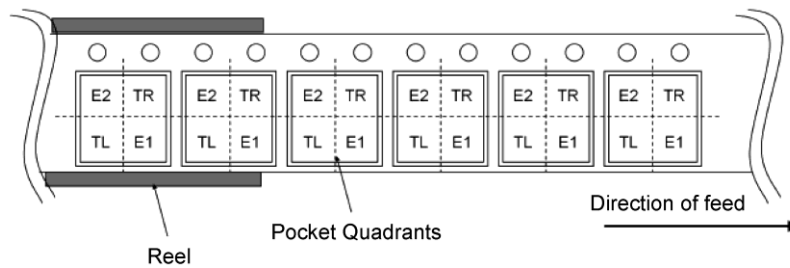 E2 TR E2 TR E2 TR E2 TR E2 TR E2 TR
TL E1 TL E1 TL E1 TL E1 TL E1 TL E1
Direction of feed
Pocket Quadrants
Reel